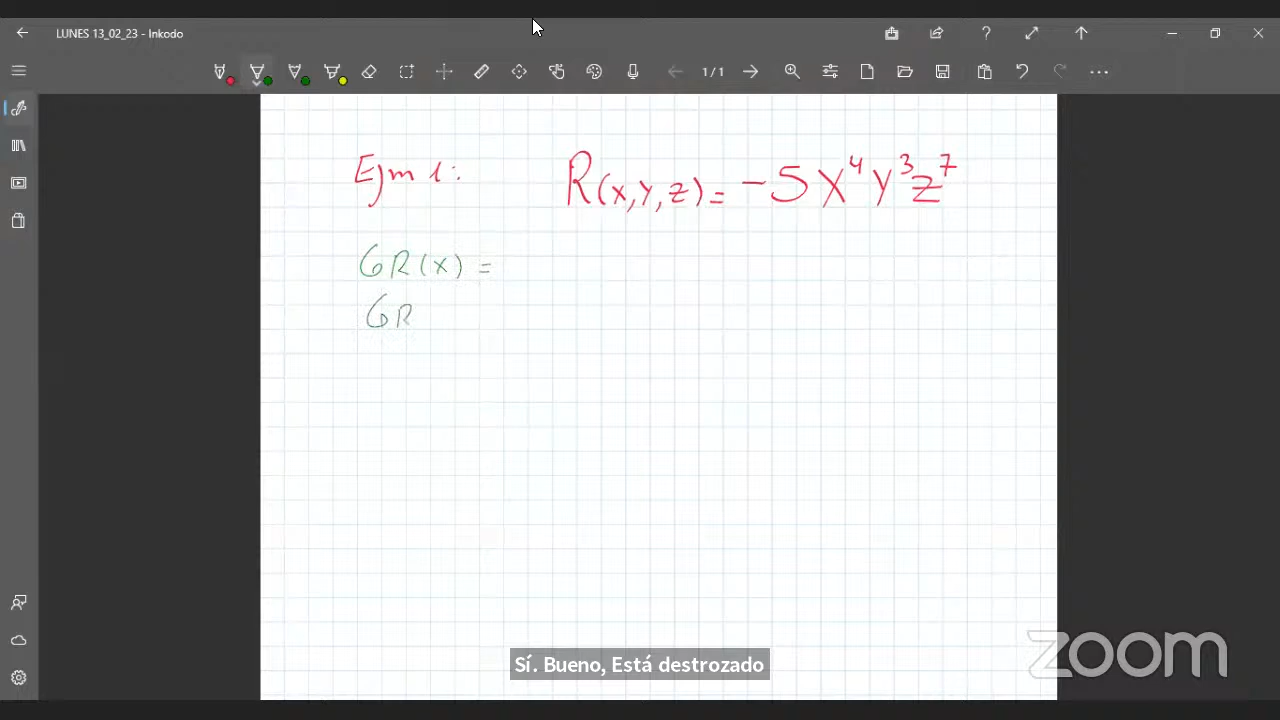 LUNES 13_02_23 - Inkodo
1/1
Ejm 1: R(x,y,z)= -5x⁴y³z⁷
GR(x) =
GR
Sí. Bueno, Está destrozado
zoom